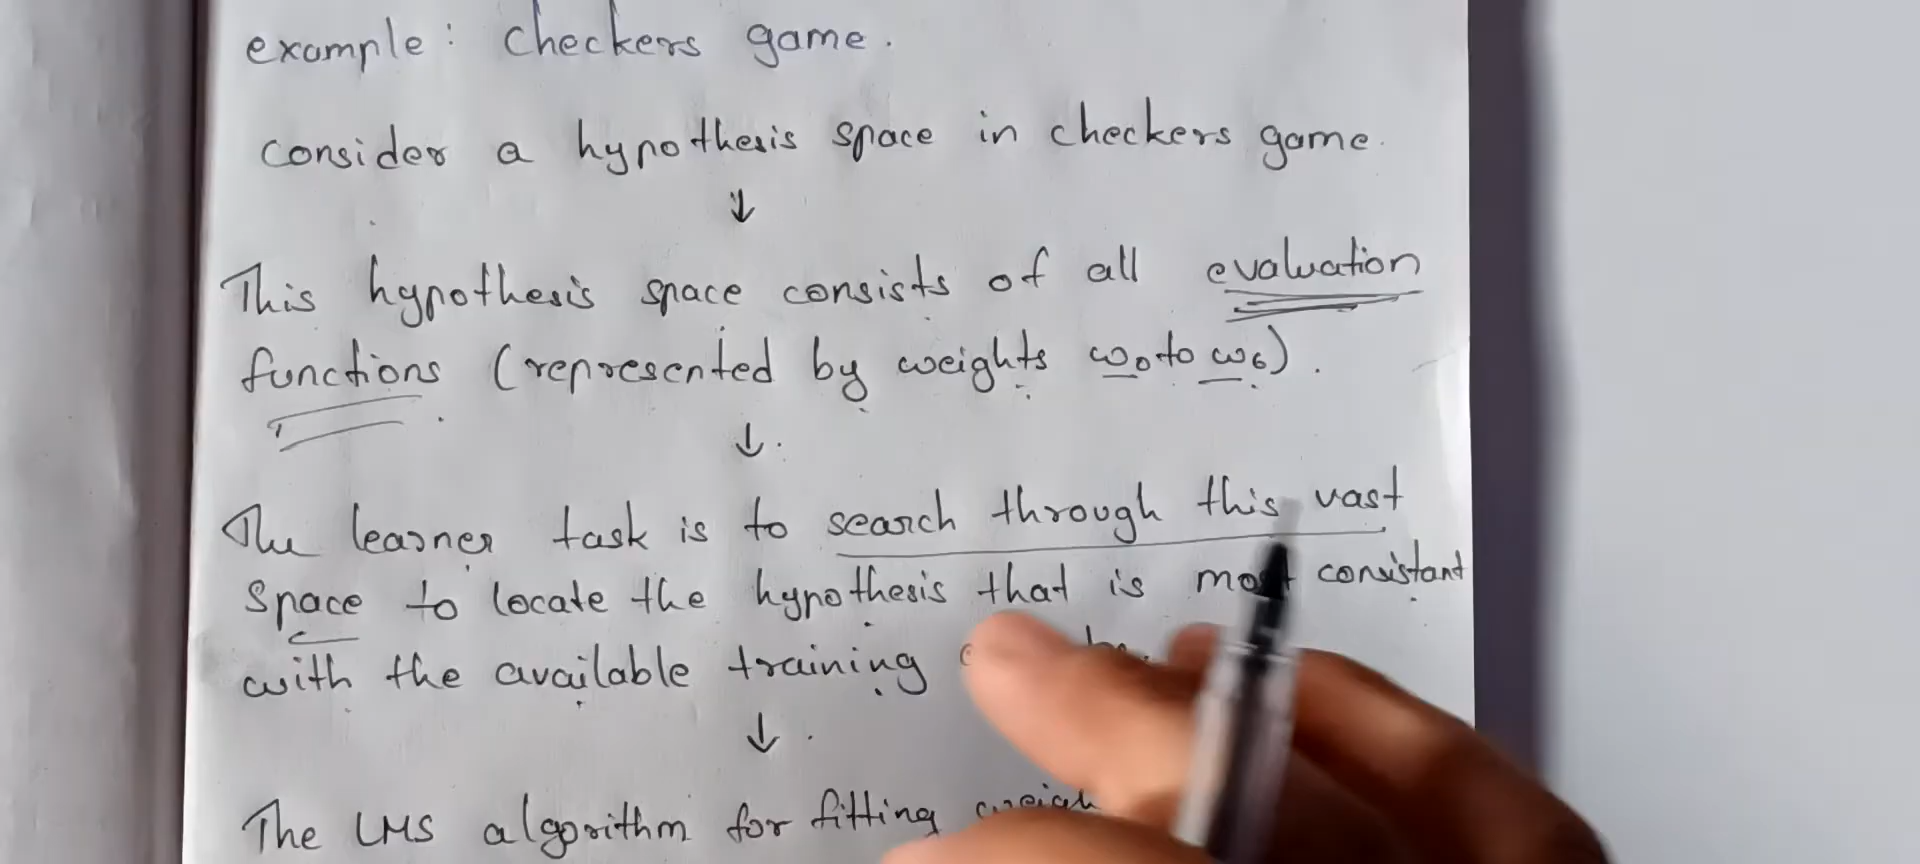 example: checkers game.
consider a hypothesis space in checkers game.
↓
This hypothesis space consists of all evaluation
functions (represented by weights w0 to w6).
↓
The learner task is to search through this vast
space to locate the hypothesis that is most consistant
with the available training
↓
The LMS algorithm for fitting